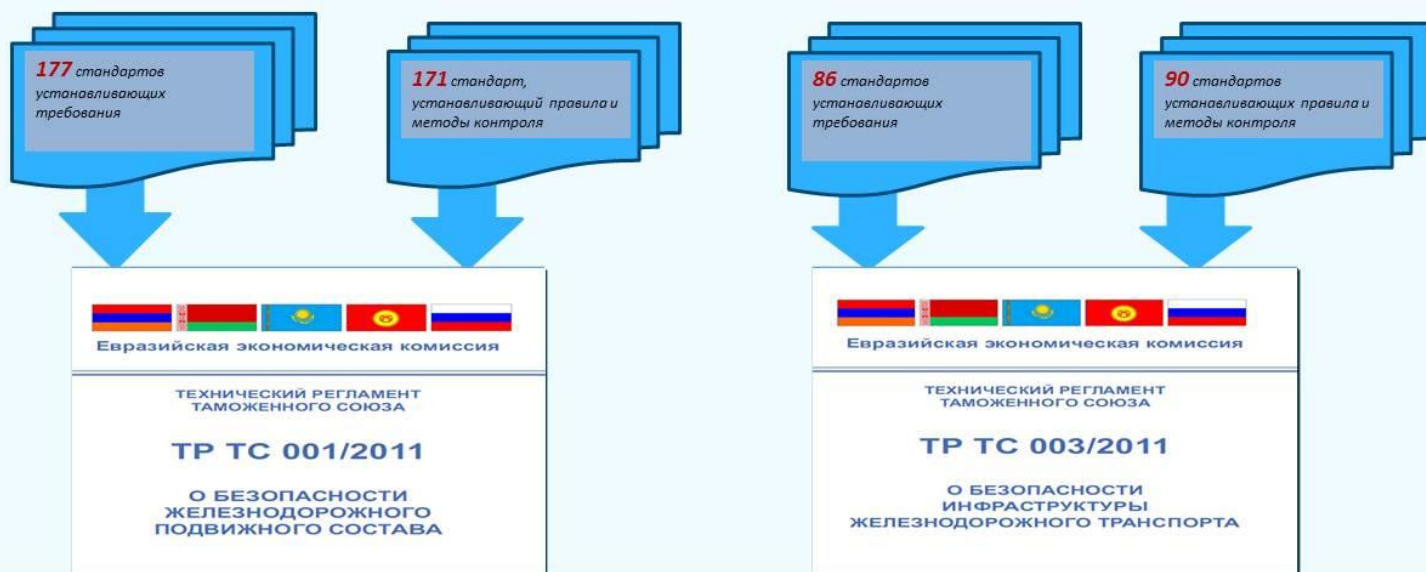 177 стандартов
устанавливающих
требования
171 стандарт,
устанавливающий правила и
методы контроля
86 стандартов
устанавливающих
требования
90 стандартов
устанавливающих правила и
методы контроля
Евразийская экономическая комиссия
ТЕХНИЧЕСКИЙ РЕГЛАМЕНТ
ТАМОЖЕННОГО СОЮЗА
ТР ТС 001/2011
О БЕЗОПАСНОСТИ
ЖЕЛЕЗНОДОРОЖНОГО
ПОДВИЖНОГО СОСТАВА
Евразийская экономическая комиссия
ТЕХНИЧЕСКИЙ РЕГЛАМЕНТ
ТАМОЖЕННОГО СОЮЗА
ТР ТС 003/2011
О БЕЗОПАСНОСТИ
ИНФРАСТРУКТУРЫ
ЖЕЛЕЗНОДОРОЖНОГО ТРАНСПОРТА